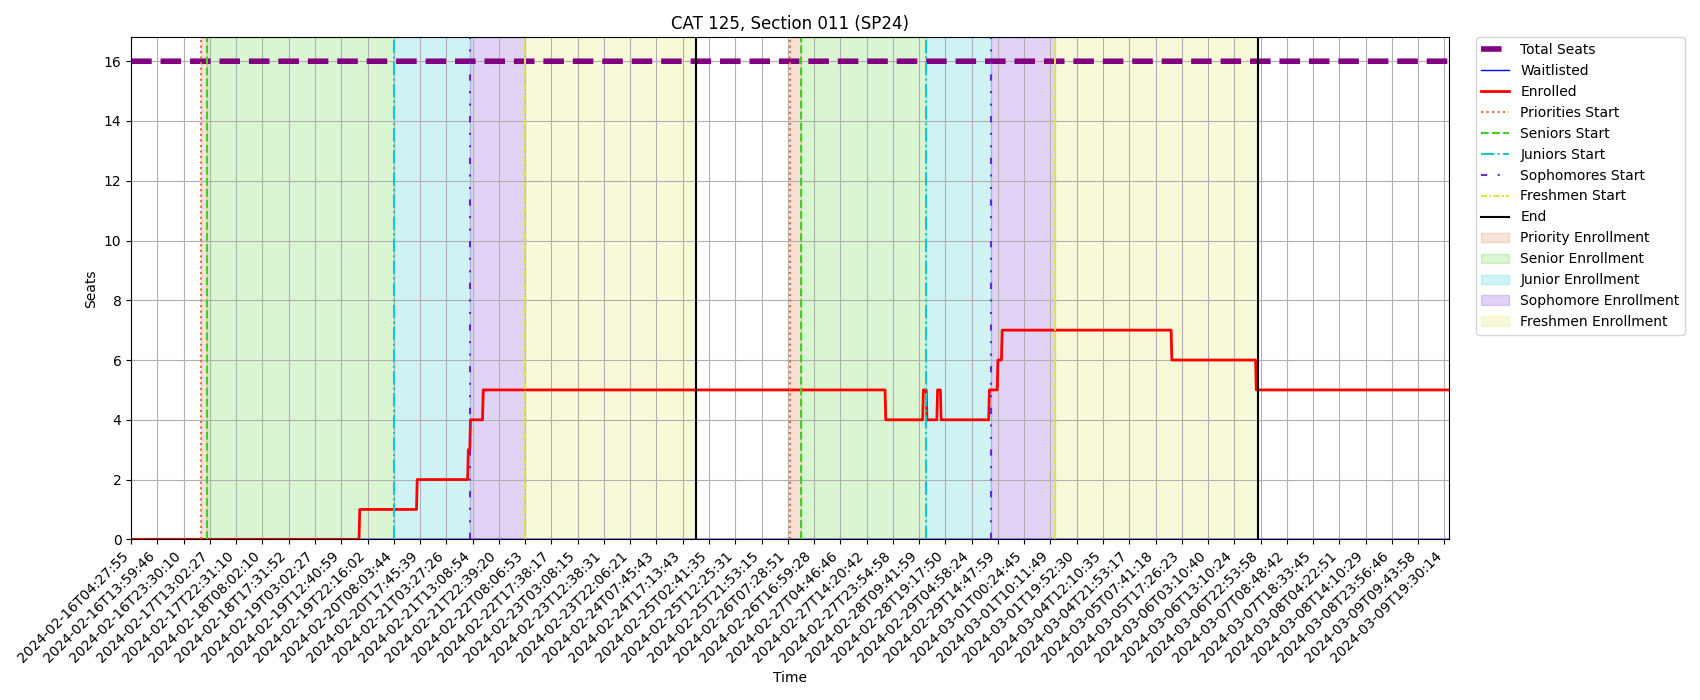 CAT 125, Section 011 (SP24)
16
14
12
10
8
6
4
2
0
Seats
2024-02-16T04:27:55
2024-02-16T13:59:46
2024-02-16T23:30:10
2024-02-17T13:02:27
2024-02-17T22:31:10
2024-02-18T08:02:10
2024-02-18T17:31:52
2024-02-19T03:02:27
2024-02-19T12:40:59
2024-02-19T22:16:02
2024-02-20T08:03:44
2024-02-20T17:45:39
2024-02-21T03:27:26
2024-02-21T13:08:54
2024-02-21T22:39:20
2024-02-22T08:06:53
2024-02-22T17:38:17
2024-02-23T03:08:15
2024-02-23T12:38:31
2024-02-23T22:06:21
2024-02-24T07:45:43
2024-02-24T17:13:43
2024-02-25T02:41:35
2024-02-25T12:25:31
2024-02-25T21:53:15
2024-02-26T07:28:51
2024-02-26T16:59:28
2024-02-27T04:46:46
2024-02-27T14:20:42
2024-02-27T23:54:58
2024-02-28T09:41:59
2024-02-28T19:17:50
2024-02-29T04:58:24
2024-02-29T14:47:59
2024-03-01T00:24:45
2024-03-01T10:11:49
2024-03-01T19:52:30
2024-03-04T12:10:35
2024-03-04T21:53:17
2024-03-05T07:41:18
2024-03-05T17:26:23
2024-03-06T03:10:40
2024-03-06T13:10:24
2024-03-06T22:53:58
2024-03-07T08:48:42
2024-03-07T18:33:45
2024-03-08T04:22:51
2024-03-08T14:10:29
2024-03-08T23:56:46
2024-03-09T09:43:58
2024-03-09T19:30:14
Time
Total Seats
Waitlisted
Enrolled
Priorities Start
Seniors Start
Juniors Start
Sophomores Start
Freshmen Start
End
Priority Enrollment
Senior Enrollment
Junior Enrollment
Sophomore Enrollment
Freshmen Enrollment